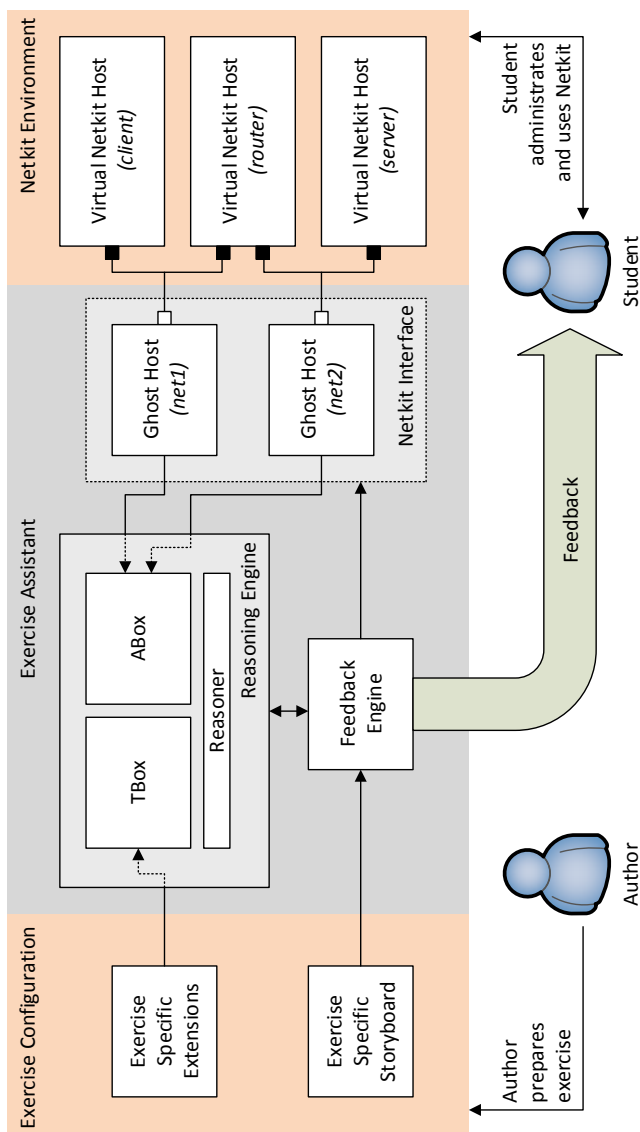 Exercise Configuration
Exercise
Specific
Extensions
Exercise
Specific
Storyboard
Author
prepares
exercise
Author
Exercise Assistant
TBox
ABox
Reasoner
Reasoning Engine
Feedback
Engine
Ghost Host
(net1)
Ghost Host
(net2)
Netkit Interface
Feedback
Netkit Environment
Virtual Netkit Host
(client)
Virtual Netkit Host
(router)
Virtual Netkit Host
(server)
Student
administrates
and uses Netkit
Student